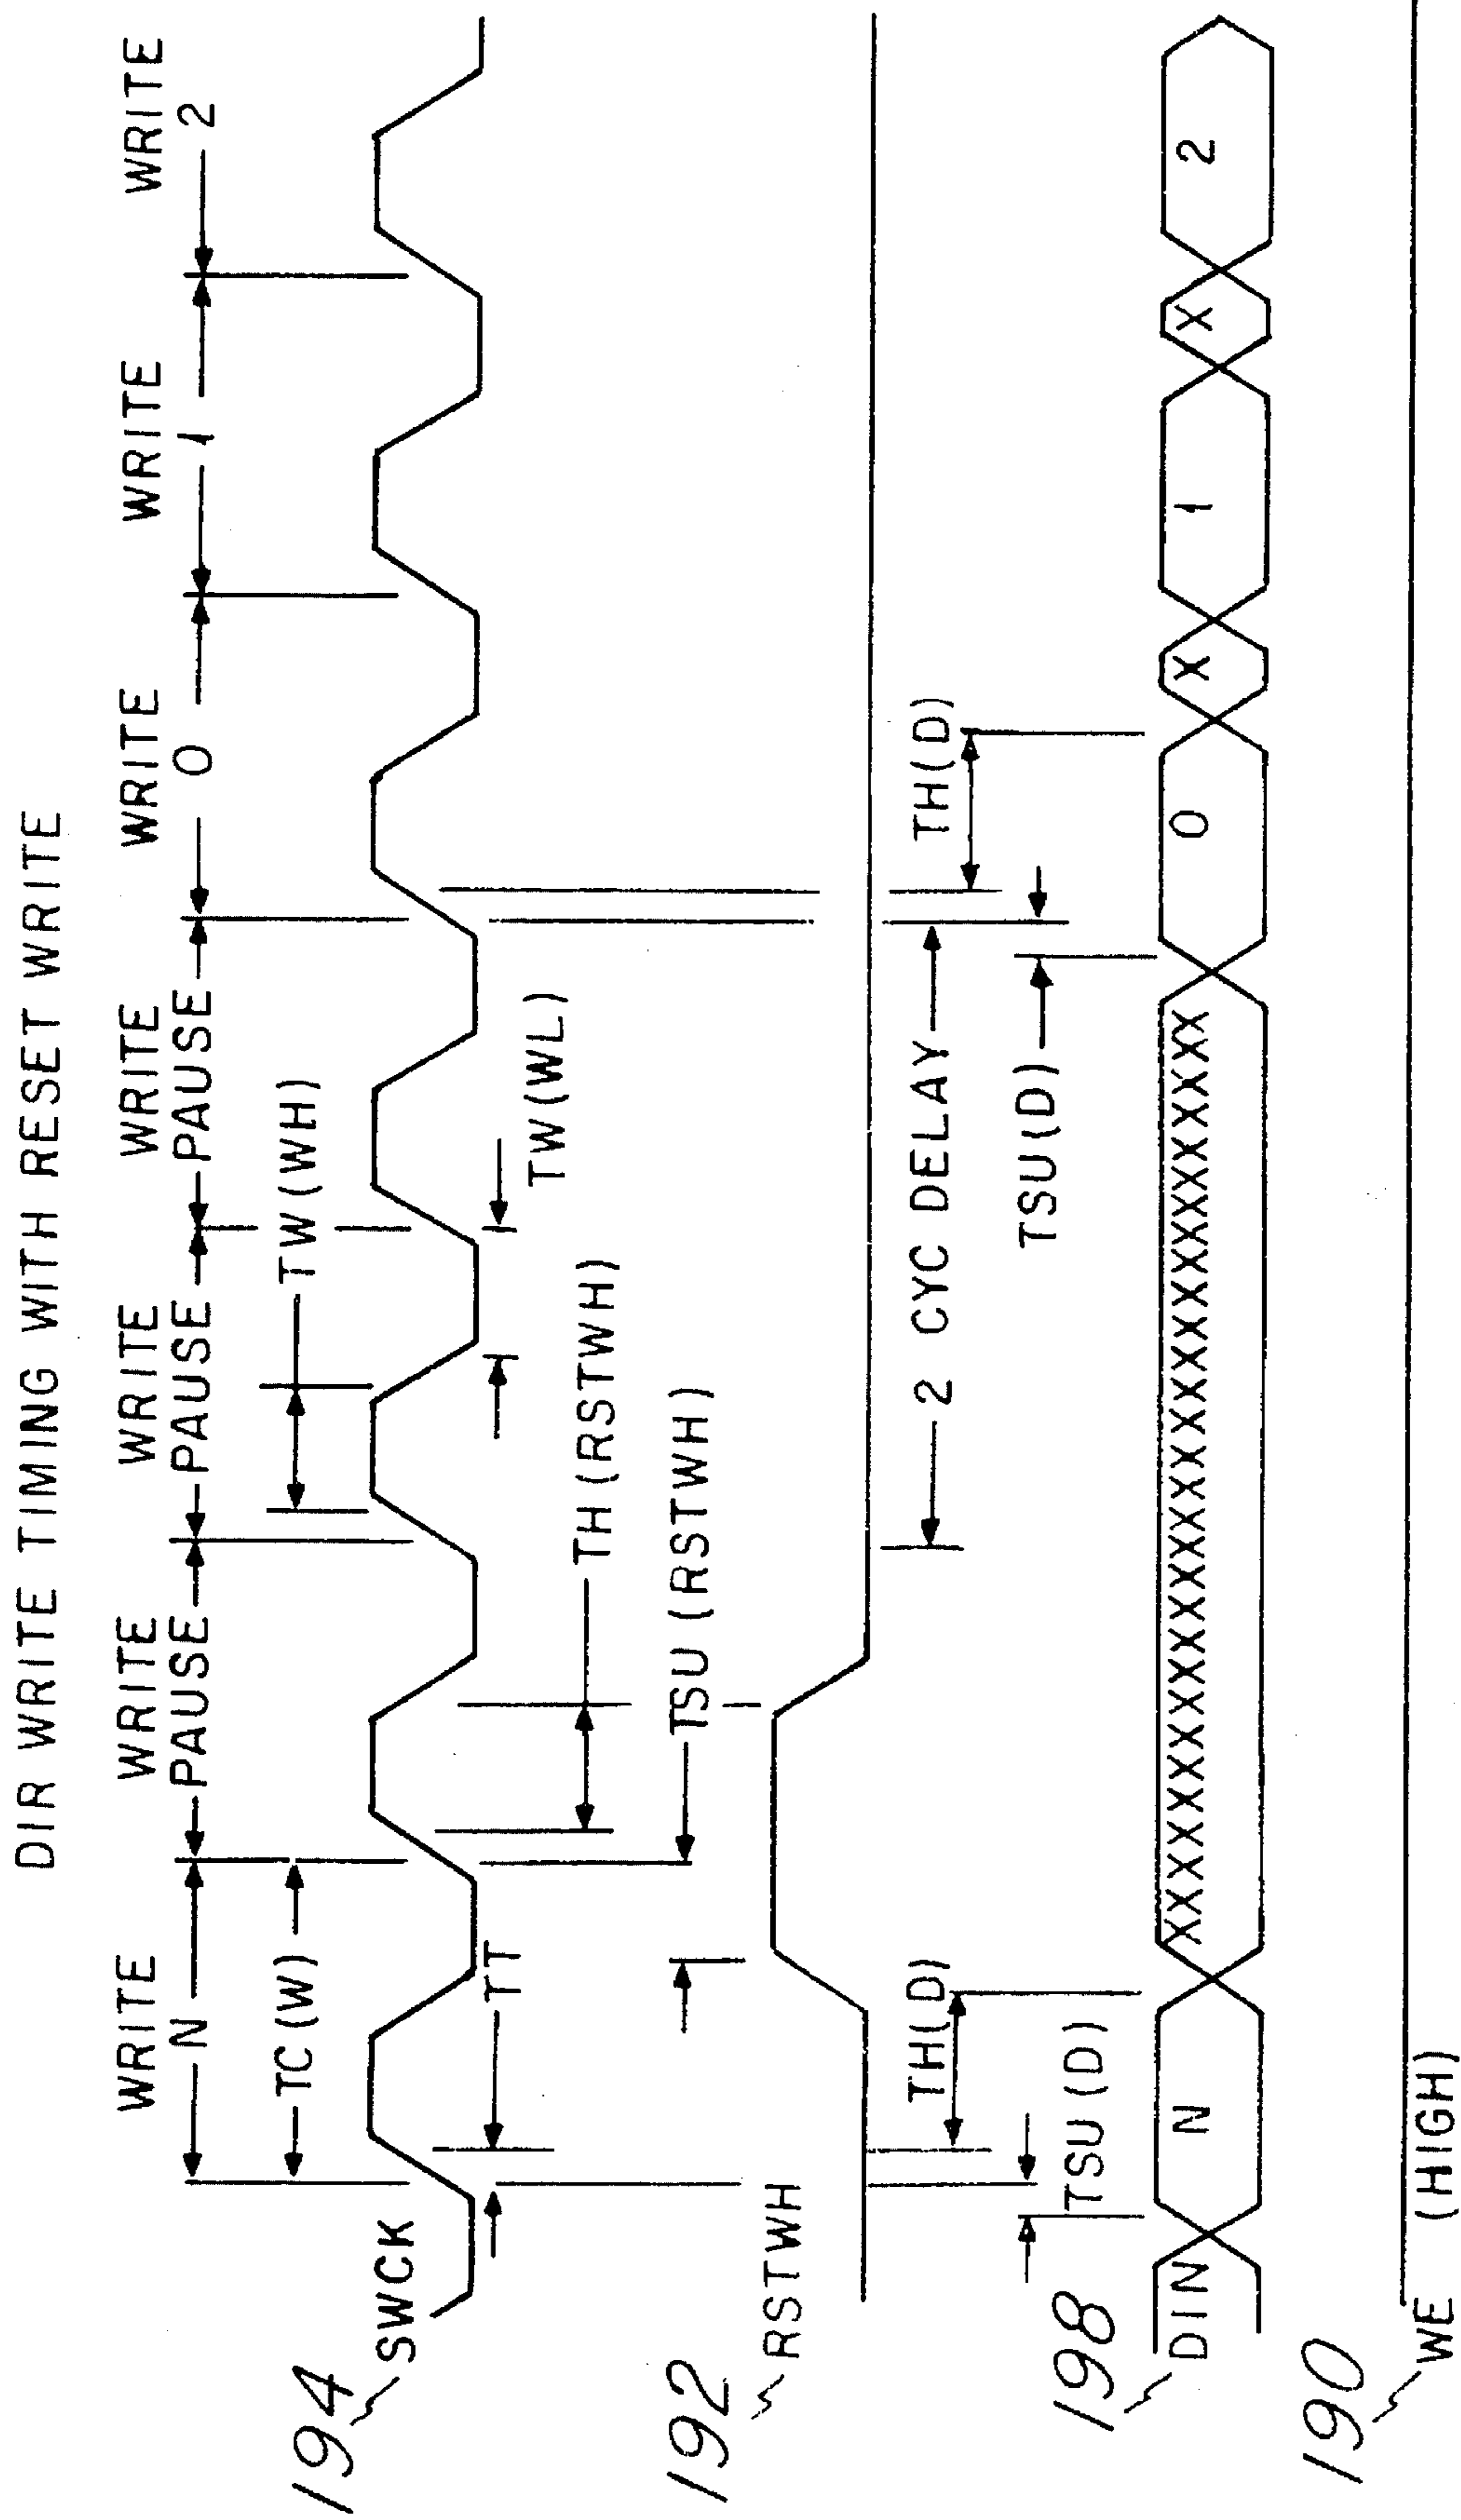 DIR WRITE TIMING WITH RESET WRITE
WRITE WRITE WRITE WRITE WRITE WRITE WRITE
N PAUSE PAUSE PAUSE 0 1 2
TC(W) TW(WH)
194
SWCK
TT TW(WL)
TH(RSTWH)
TSU(RSTWH)
192
RSTWH
TH(D) 2 CYC DELAY TH(D)
TSU(D)
TSU(D)
198
DIN N XXXXXXXXXXXXXXXXXXXXXXXXXXXXXX 0 X 1 X 2
190
WE (HIGH)